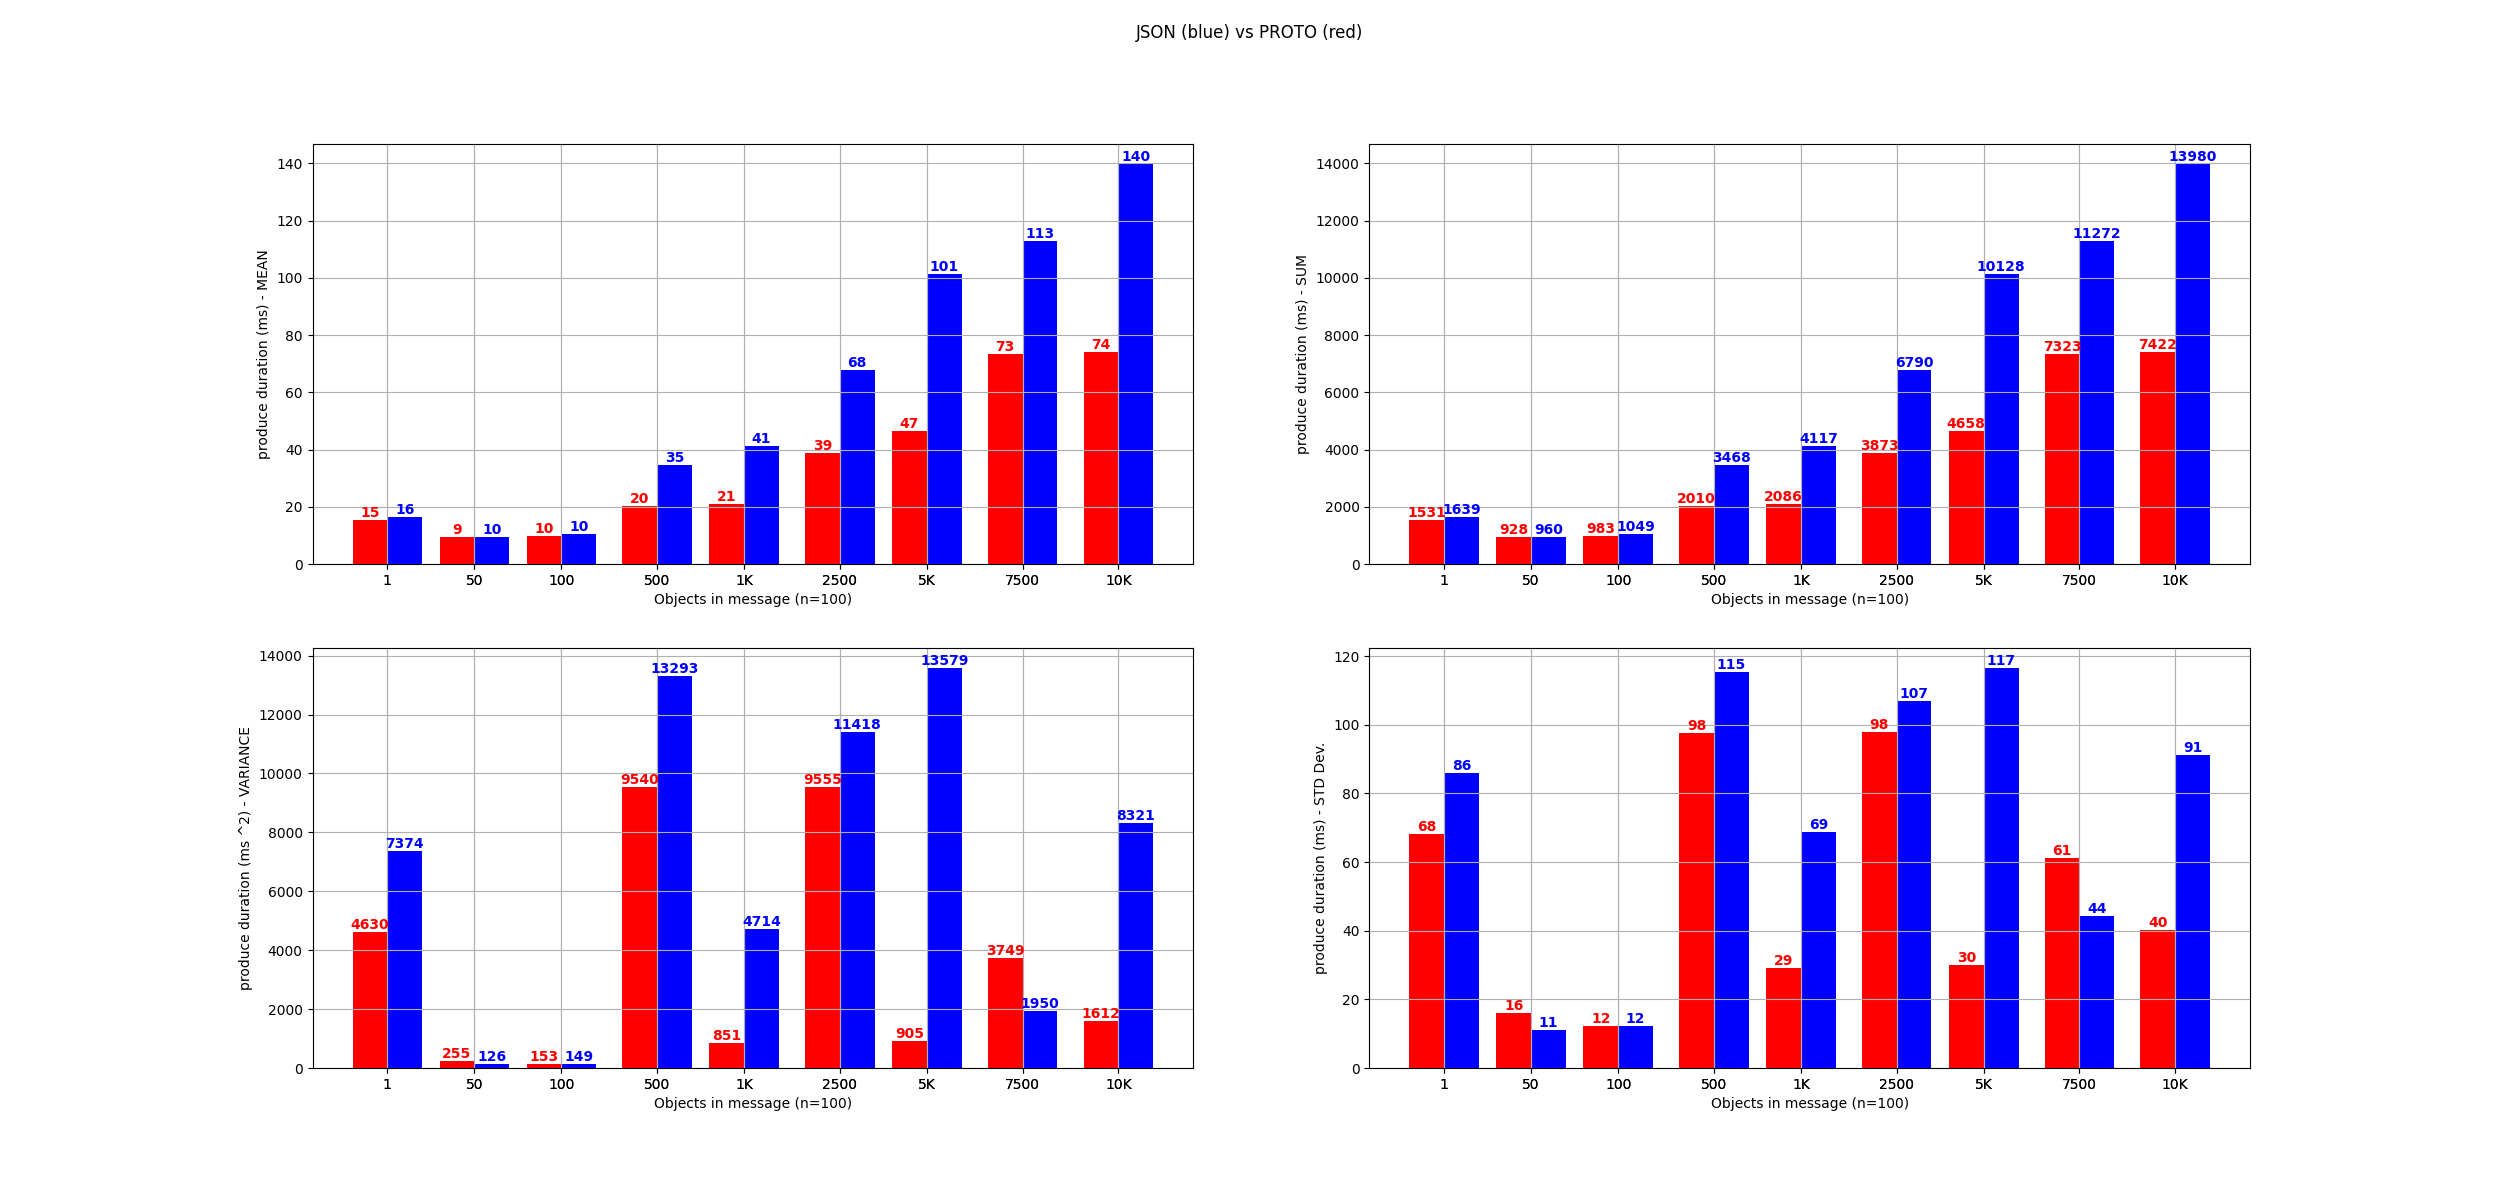 JSON (blue) vs PROTO (red)
produce duration (ms) - MEAN
140
120
100
80
60
40
20
0
15 16 9 10 10 10 20 35 21 41 39 68 47 101 73 113 74 140
1 50 100 500 1K 2500 5K 7500 10K
Objects in message (n=100)
produce duration (ms) - SUM
14000
12000
10000
8000
6000
4000
2000
0
1531 1639 928 960 983 1049 2010 3468 2086 4117 3873 6790 4658 10128 7323 11272 7422 13980
1 50 100 500 1K 2500 5K 7500 10K
Objects in message (n=100)
produce duration (ms ^2) - VARIANCE
14000
12000
10000
8000
6000
4000
2000
0
4630 7374 255 126 153 149 9540 13293 851 4714 9555 11418 905 13579 3749 1950 1612 8321
1 50 100 500 1K 2500 5K 7500 10K
Objects in message (n=100)
produce duration (ms) - STD Dev.
120
100
80
60
40
20
0
68 86 16 11 12 12 98 115 29 69 98 107 30 117 61 44 40 91
1 50 100 500 1K 2500 5K 7500 10K
Objects in message (n=100)